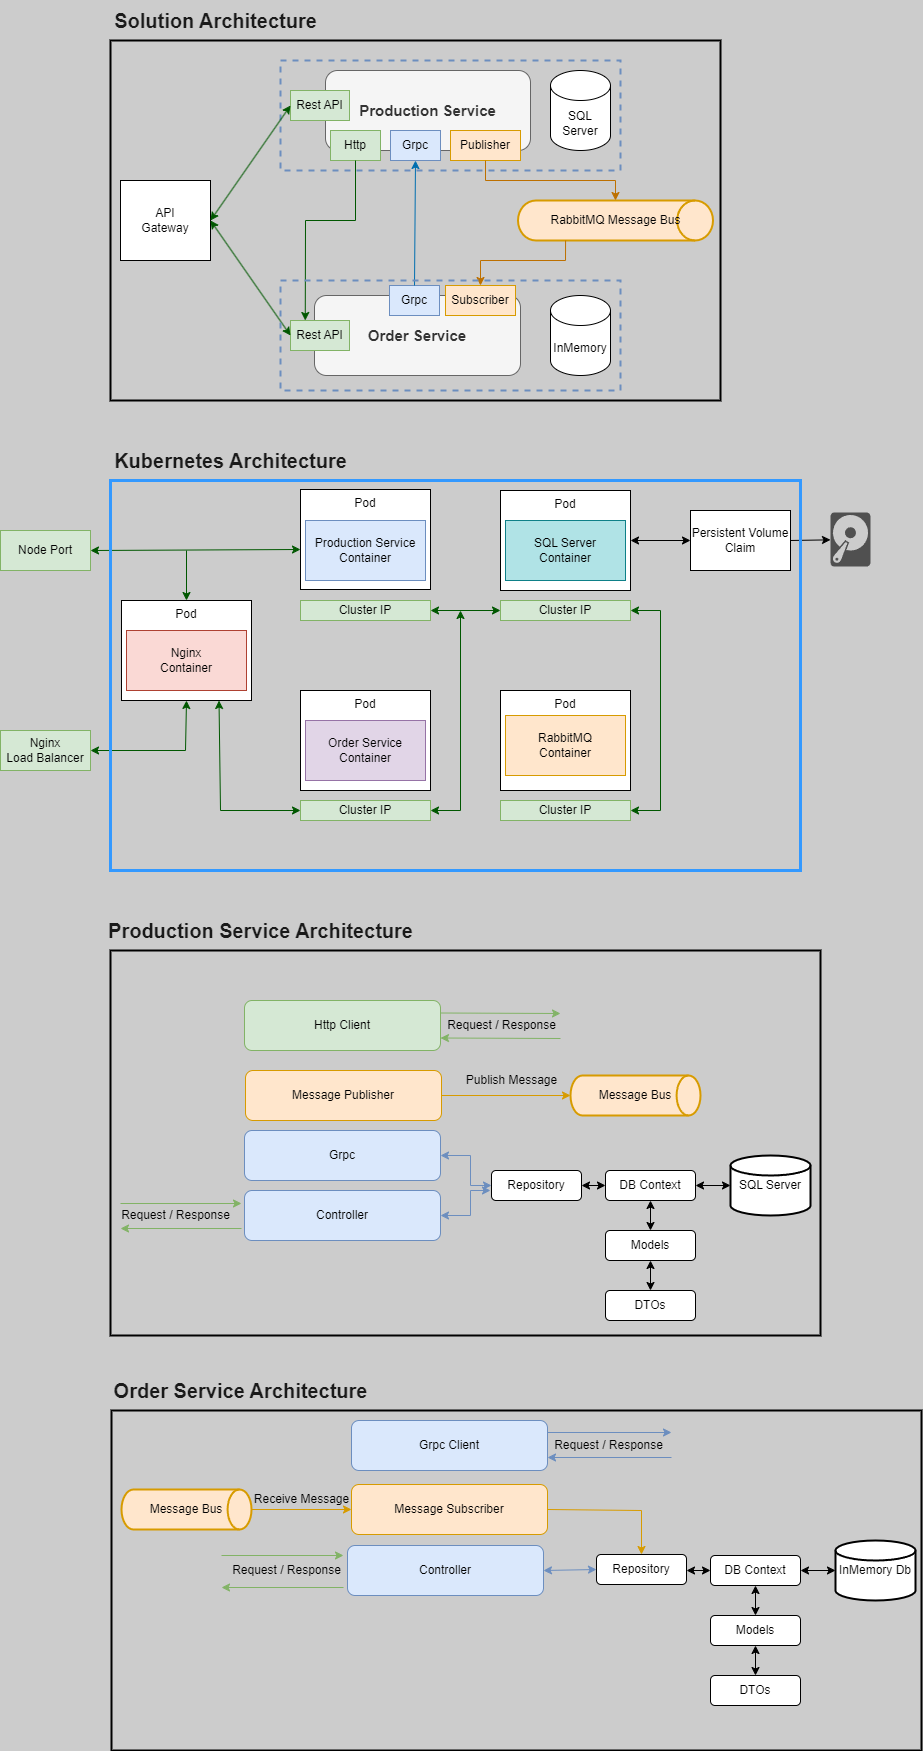 Solution Architecture
Rest API
Production Service
SQL
Server
Http
Grpc
Publisher
API
Gateway
RabbitMQ Message Bus
Grpc
Subscriber
Rest API
Order Service
InMemory
Kubernetes Architecture
Pod
Production Service
Container
Pod
SQL Server
Container
Persistent Volume
Claim
Node Port
Cluster IP
Cluster IP
Pod
Nginx
Container
Pod
Order Service
Container
Pod
RabbitMQ
Container
Nginx
Load Balancer
Cluster IP
Cluster IP
Production Service Architecture
Http Client
Request / Response
Message Publisher
Publish Message
Message Bus
Grpc
Repository
DB Context
SQL Server
Request / Response
Controller
Models
DTOs
Order Service Architecture
Grpc Client
Request / Response
Message Bus
Receive Message
Message Subscriber
Request / Response
Controller
Repository
DB Context
InMemory Db
Models
DTOs